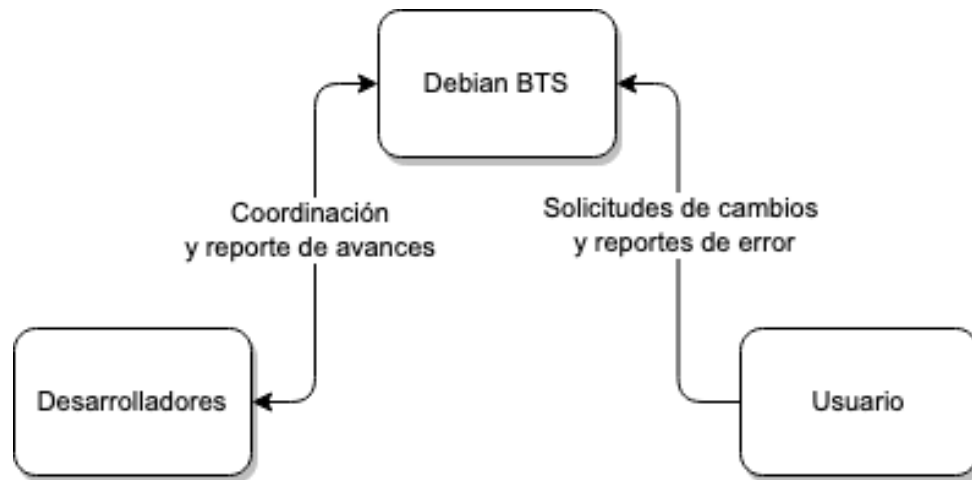 Debian BTS
Coordinación
y reporte de avances
Solicitudes de cambios
y reportes de error
Desarrolladores
Usuario